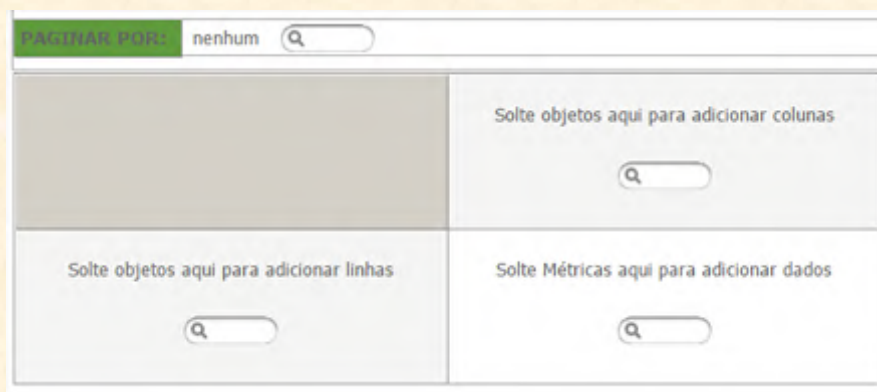 PAGINAR POR: nenhum
Solte objetos aqui para adicionar colunas
Solte objetos aqui para adicionar linhas
Solte Métricas aqui para adicionar dados